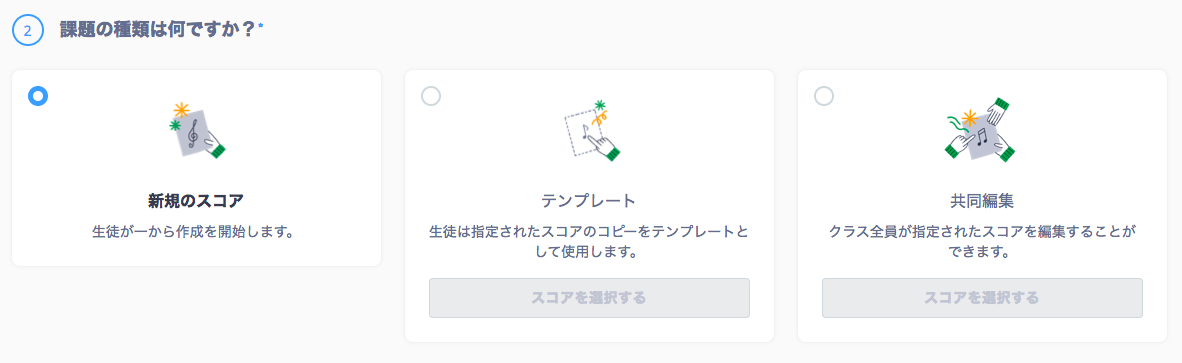 2 課題の種類は何ですか？*
新規のスコア
生徒が一から作成を開始します。
テンプレート
生徒は指定されたスコアのコピーをテンプレートと
して使用します。
スコアを選択する
共同編集
クラス全員が指定されたスコアを編集することが
できます。
スコアを選択する